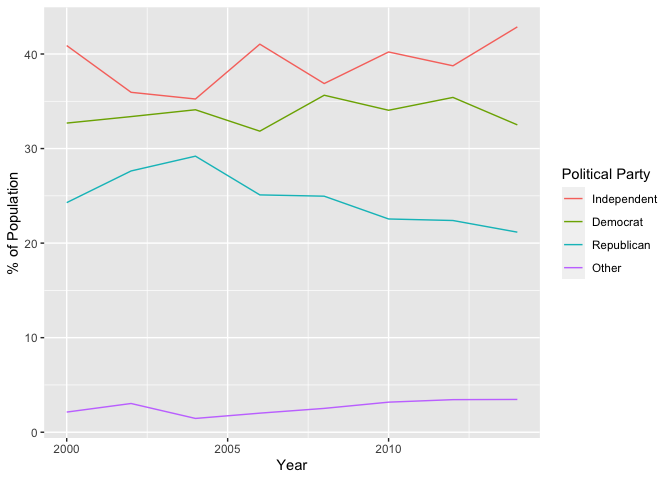 40
30
20
10
0
% of Population
2000
2005
2010
Year
Political Party
Independent
Democrat
Republican
Other